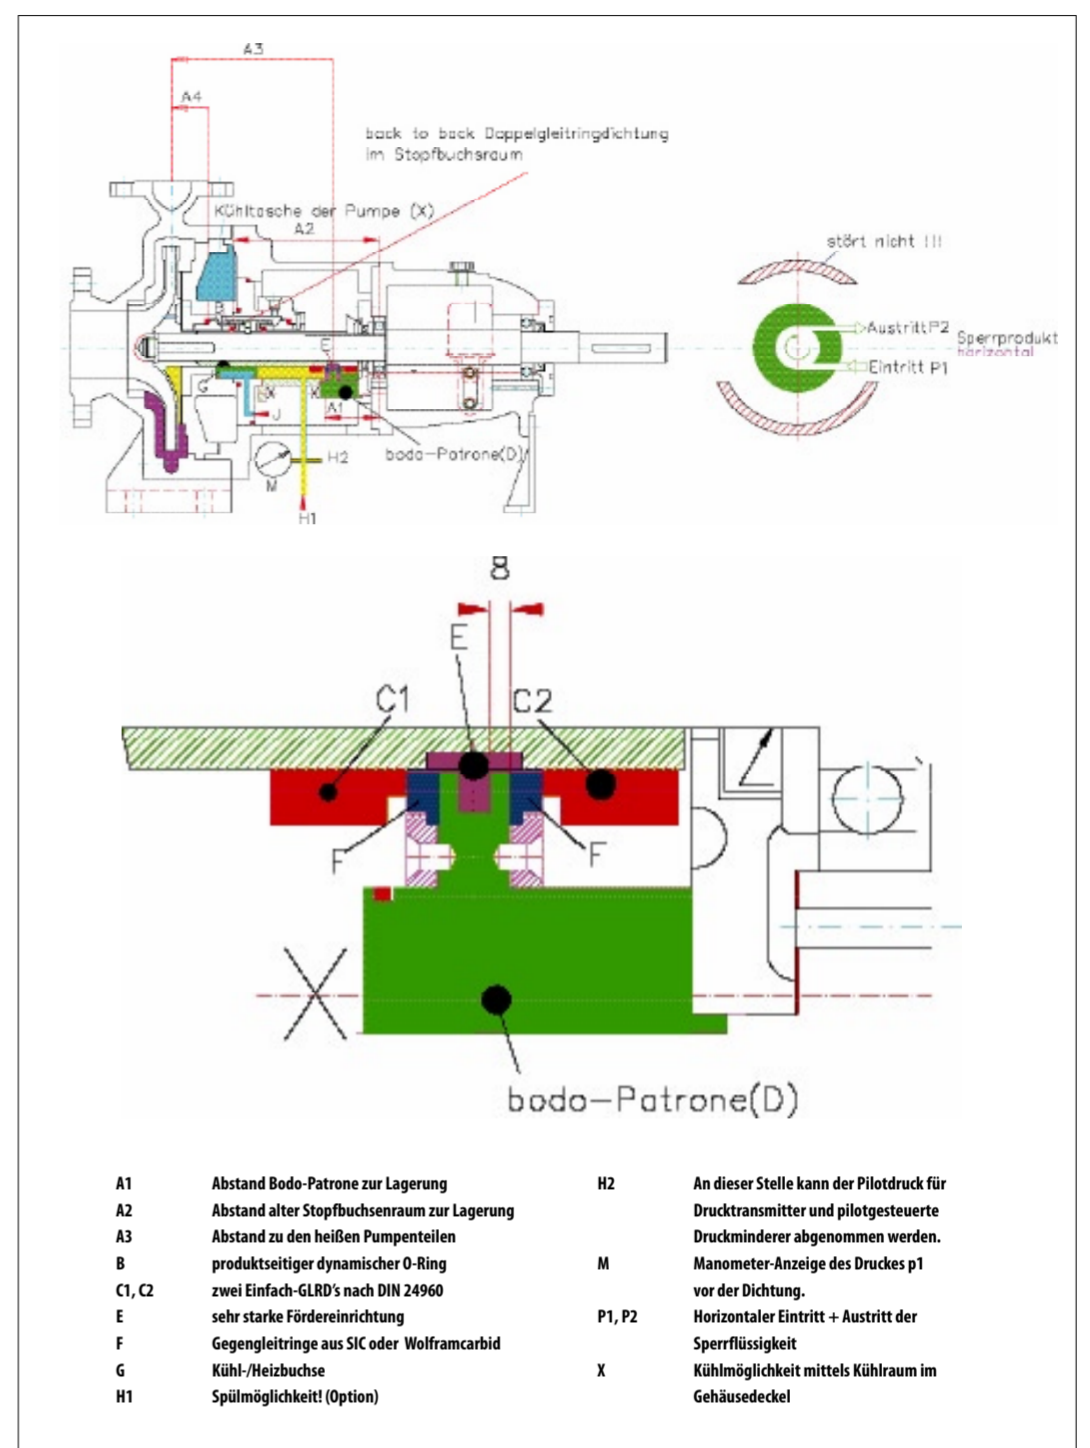 A3
A4
back to back Doppelgleitringdichtung
im Stopfbuchsraum
Kühltasche der Pumpe (X)
A2
stört nicht !!!
Austritt P2
Sperrprodukt
horizontal
Eintritt P1
E
G
X
X
J
A1
H2
bodo-Patrone(D)
M
H1
8
E
C1
C2
F
F
X
bodo-Patrone(D)
A1 Abstand Bodo-Patrone zur Lagerung
A2 Abstand alter Stopfbuchsenraum zur Lagerung
A3 Abstand zu den heißen Pumpenteilen
B produktseitiger dynamischer O-Ring
C1, C2 zwei Einfach-GLRD’s nach DIN 24960
E sehr starke Fördereinrichtung
F Gegengleitringe aus SIC oder Wolframcarbid
G Kühl-/Heizbuchse
H1 Spülmöglichkeit! (Option)
H2 An dieser Stelle kann der Pilotdruck für
Drucktransmitter und pilotgesteuerte
Druckminderer abgenommen werden.
M Manometer-Anzeige des Druckes p1
vor der Dichtung.
P1, P2 Horizontaler Eintritt + Austritt der
Sperrflüssigkeit
X Kühlmöglichkeit mittels Kühlraum im
Gehäusedeckel